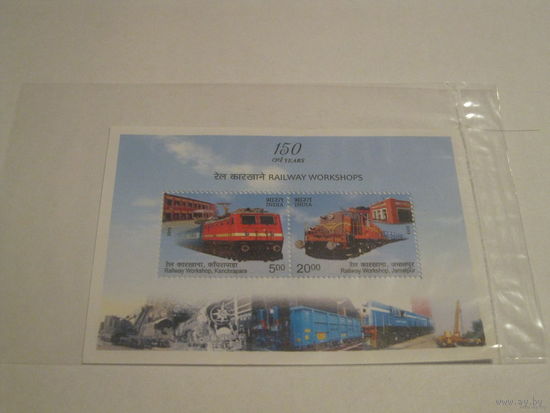 150
वर्ष YEARS
रेल कारखाने RAILWAY WORKSHOPS
भारत
INDIA
भारत
INDIA
5.00
20.00
रेल कारखाना, काँचरापाड़ा
Railway Workshop, Kanchrapara
रेल कारखाना, जमालपुर
Railway Workshop, Jamalpur
www.ay.by